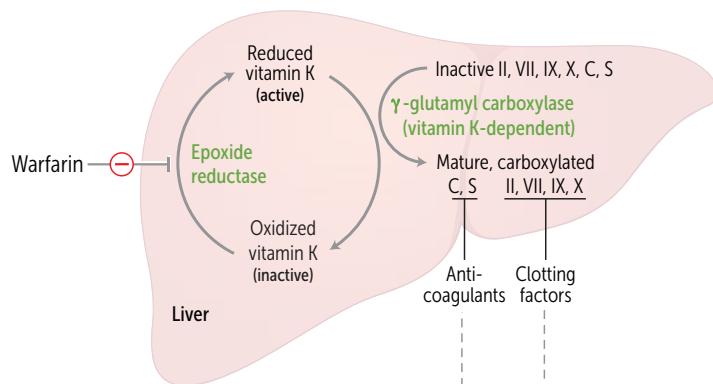 Reduced
vitamin K
(active)
Inactive II, VII, IX, X, C, S
γ-glutamyl carboxylase
(vitamin K-dependent)
Warfarin
−
Epoxide
reductase
Mature, carboxylated
C, S II, VII, IX, X
Oxidized
vitamin K
(inactive)
Anti-
coagulants
Clotting
factors
Liver